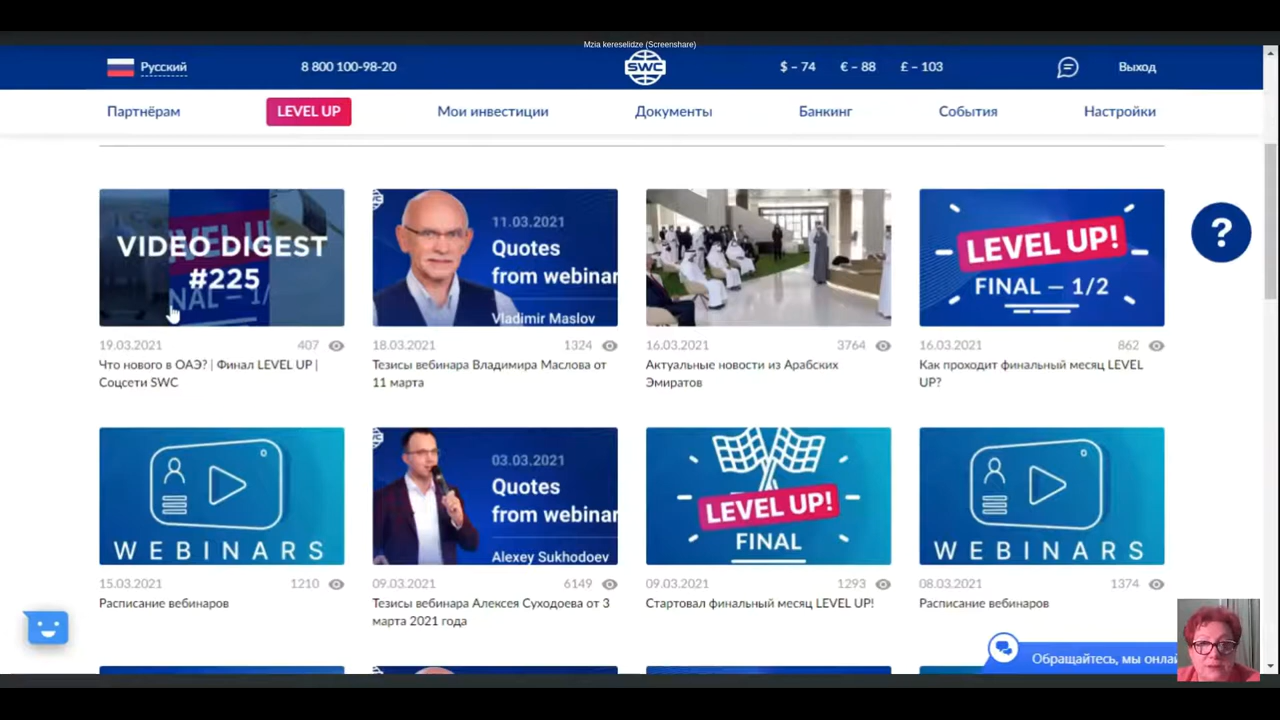 Mzia kereselidze (Screenshare)
Русский
8 800 100-98-20
SWC
$ – 74 € – 88 £ – 103
Выход
Партнёрам
LEVEL UP
Мои инвестиции
Документы
Банкинг
События
Настройки
VIDEO DIGEST
#225
19.03.2021 407
Что нового в ОАЭ? | Финал LEVEL UP |
Соцсети SWC
11.03.2021
Quotes
from webinar
Vladimir Maslov
18.03.2021 1324
Тезисы вебинара Владимира Маслова от
11 марта
16.03.2021 3764
Актуальные новости из Арабских
Эмиратов
LEVEL UP!
FINAL – 1/2
16.03.2021 862
Как проходит финальный месяц LEVEL
UP?
?
WEBINARS
15.03.2021 1210
Расписание вебинаров
03.03.2021
Quotes
from webinar
Alexey Sukhodoev
09.03.2021 6149
Тезисы вебинара Алексея Суходоева от 3
марта 2021 года
LEVEL UP!
FINAL
09.03.2021 1293
Стартовал финальный месяц LEVEL UP!
WEBINARS
08.03.2021 1374
Расписание вебинаров
Обращайтесь, мы онлай